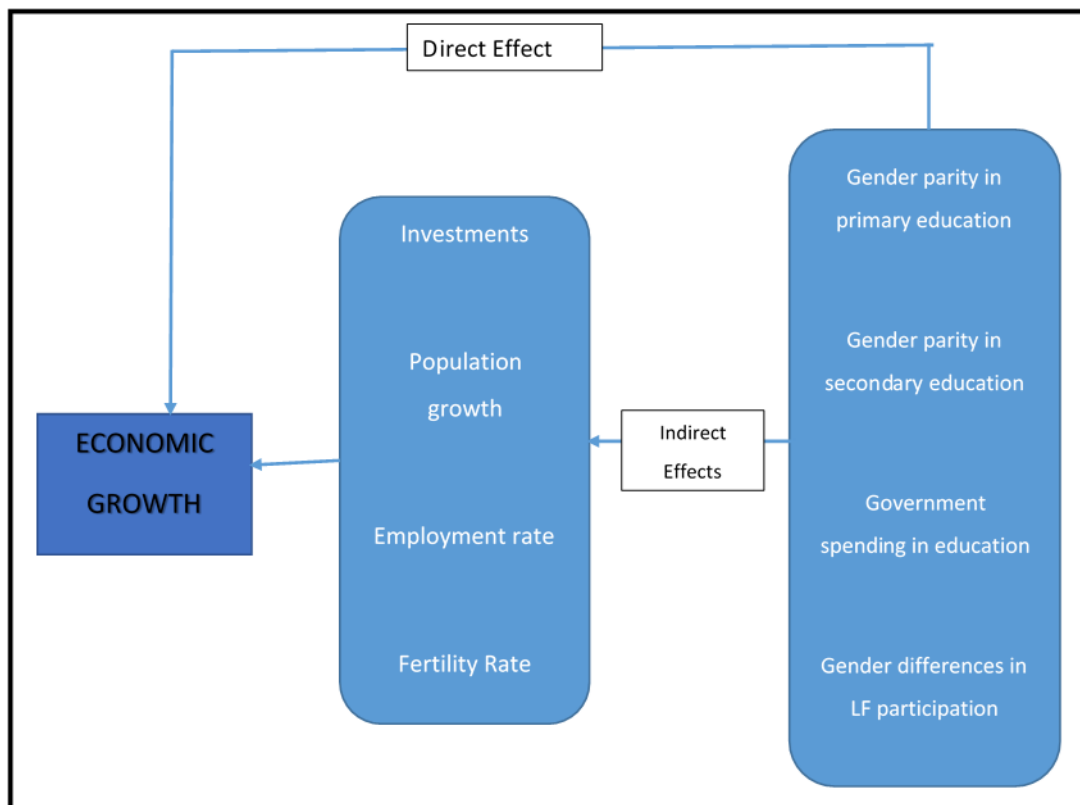 Direct Effect
Gender parity in
primary education
Gender parity in
secondary education
Government
spending in education
Gender differences in
LF participation
Indirect
Effects
Investments
Population
growth
Employment rate
Fertility Rate
ECONOMIC
GROWTH